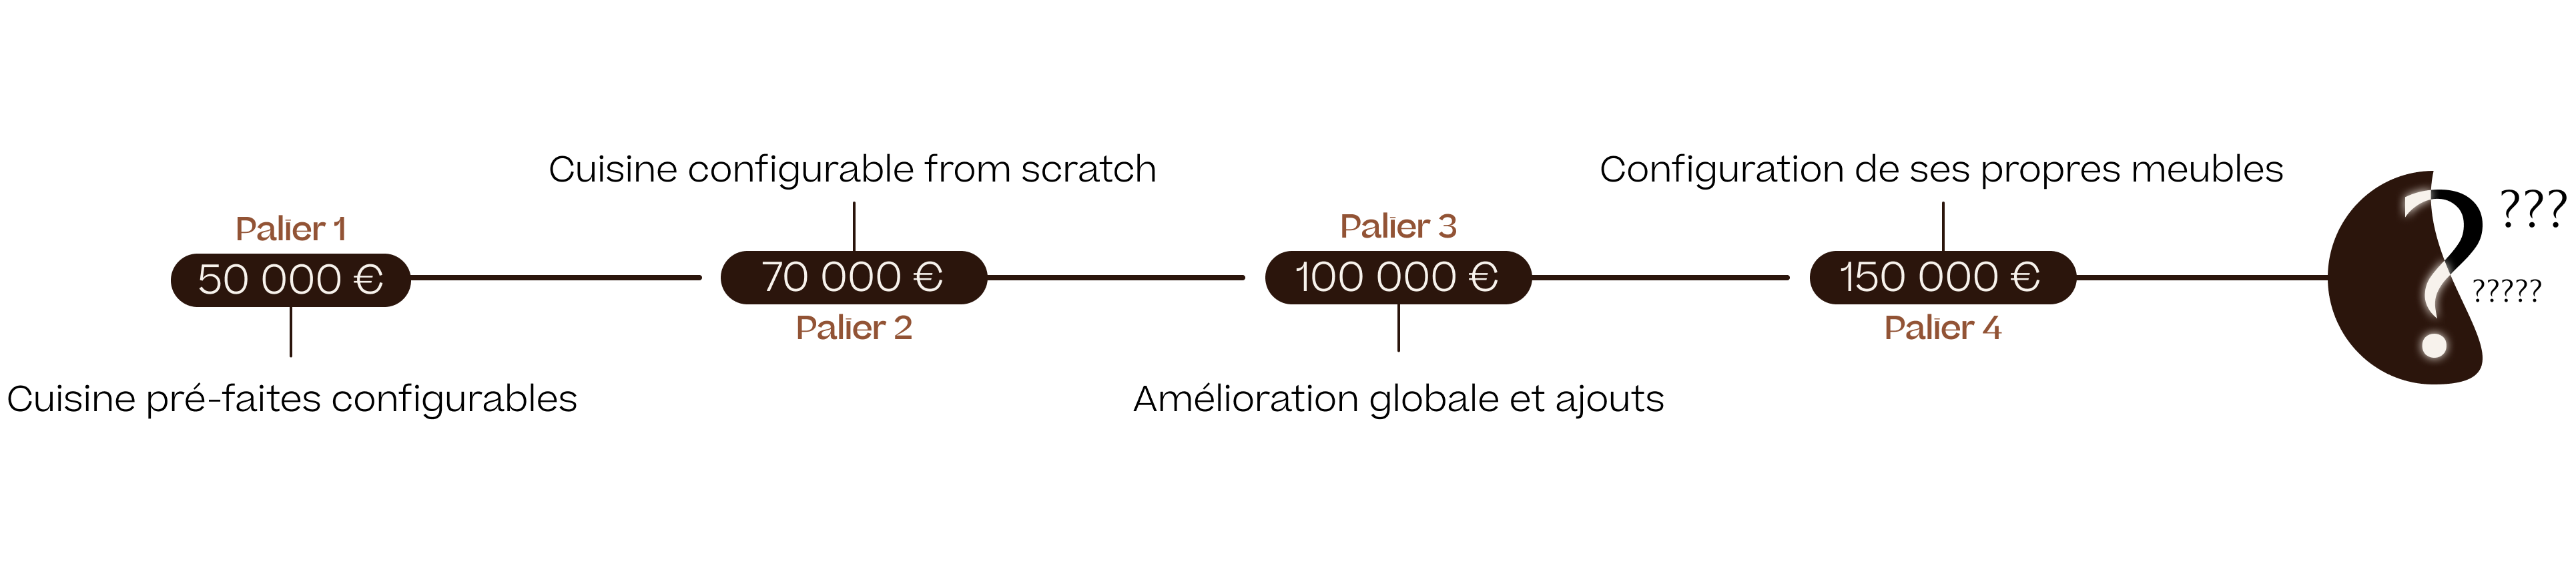 Palier 1
50 000 €
Cuisine pré-faites configurables
Cuisine configurable from scratch
70 000 €
Palier 2
Palier 3
100 000 €
Amélioration globale et ajouts
Configuration de ses propres meubles
150 000 €
Palier 4
?
???
?????